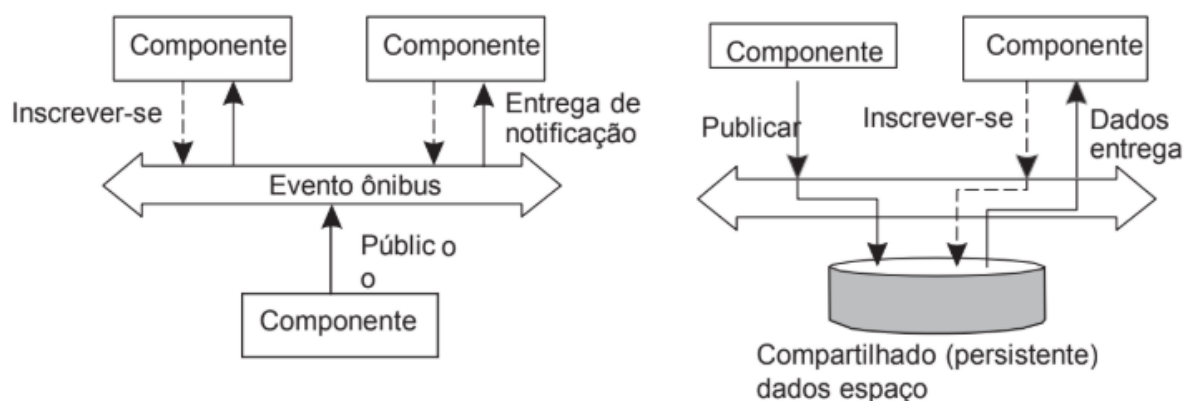 Componente
Componente
Inscrever-se
Entrega de
notificação
Evento ônibus
Públic o
o
Componente
Componente
Componente
Publicar
Inscrever-se
Dados
entrega
Compartilhado (persistente)
dados espaço